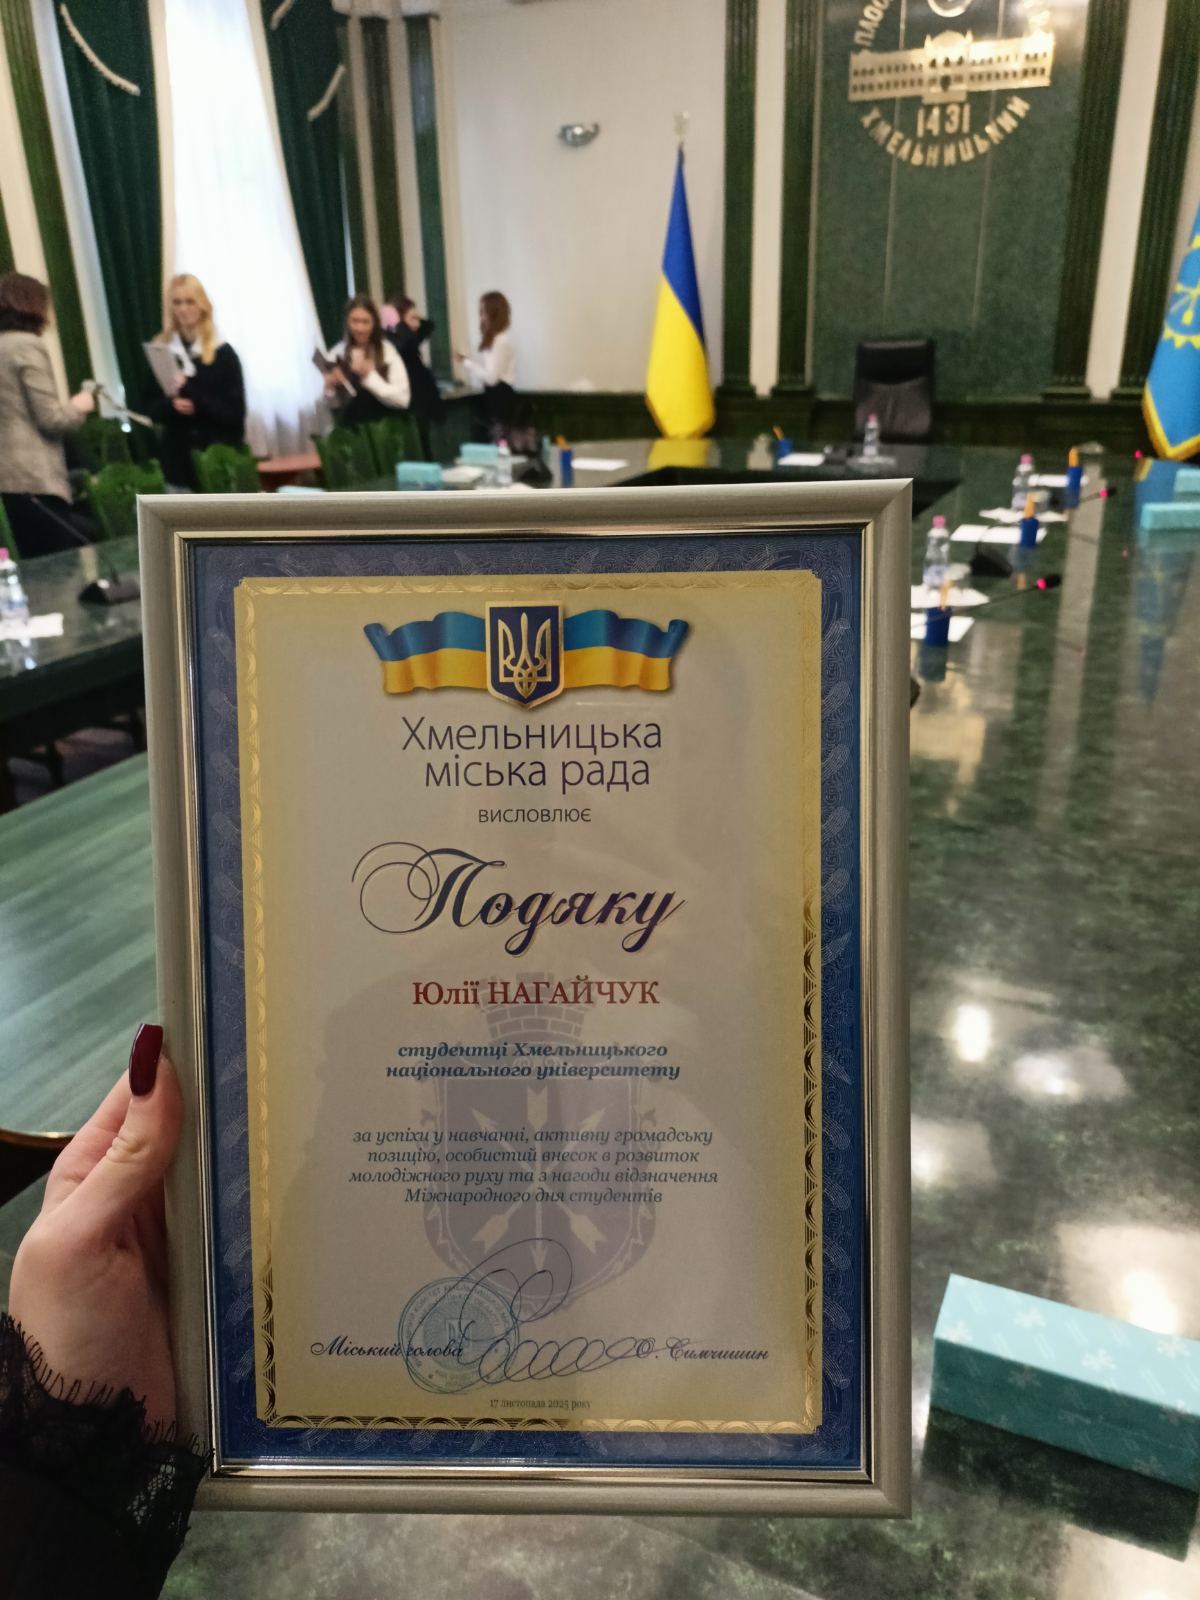 ХМЕЛЬНИЦЬКИЙ
1431
Хмельницька
міська рада
висловлює
Подяку
Юлії НАГАЙЧУК
студентці Хмельницького
національного університету
за успіхи у навчанні, активну громадську
позицію, особистий внесок в розвиток
молодіжного руху та з нагоди відзначення
Міжнародного дня студентів
Міський голова О. Симчишин
17 листопада 2025 року